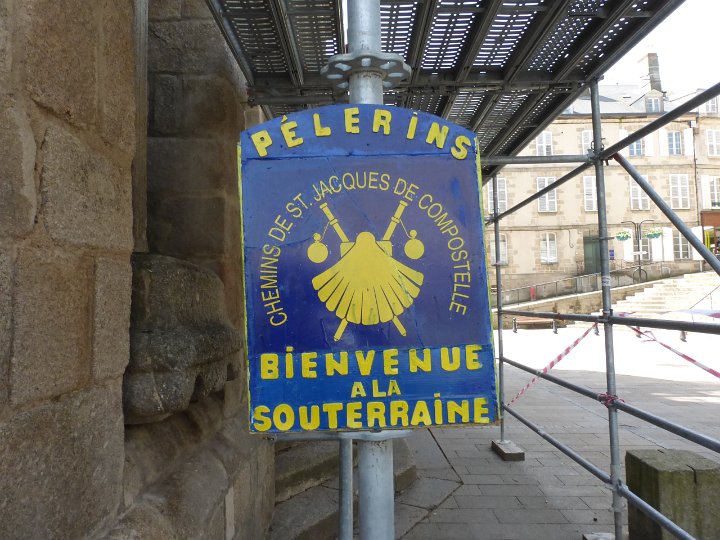 PÉLERINS
CHEMINS DE ST. JACQUES DE COMPOSTELLE
BIENVENUE
A LA
SOUTERRAINE